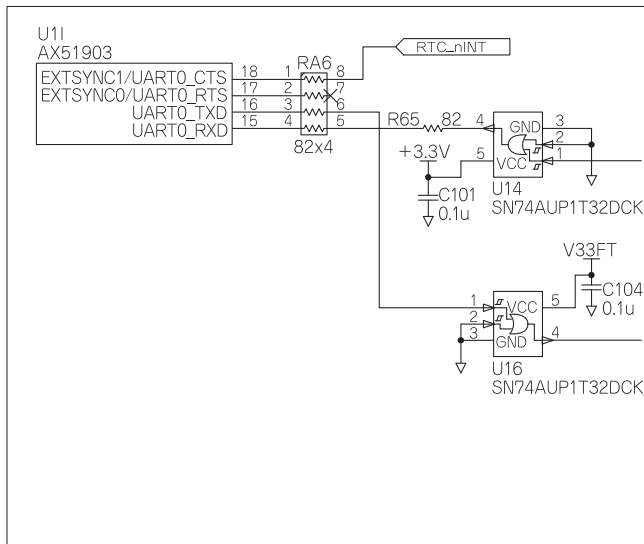 U1I
AX51903
EXTSYNC1/UART0_CTS 18 1 8
EXTSYNC0/UART0_RTS 17 2 7
UART0_TXD 16 3 6
UART0_RXD 15 4 5
RA6
82x4
RTC_nINT
R65 82 4
GND 3
2
VCC 1
5
+3.3V
C101
0.1u
U14
SN74AUP1T32DCK
V33FT
C104
0.1u
1 VCC 5
2
3 GND 4
U16
SN74AUP1T32DCK